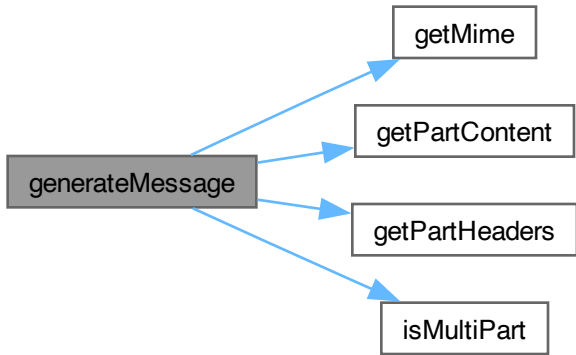 getMime
getPartContent
generateMessage
getPartHeaders
isMultiPart